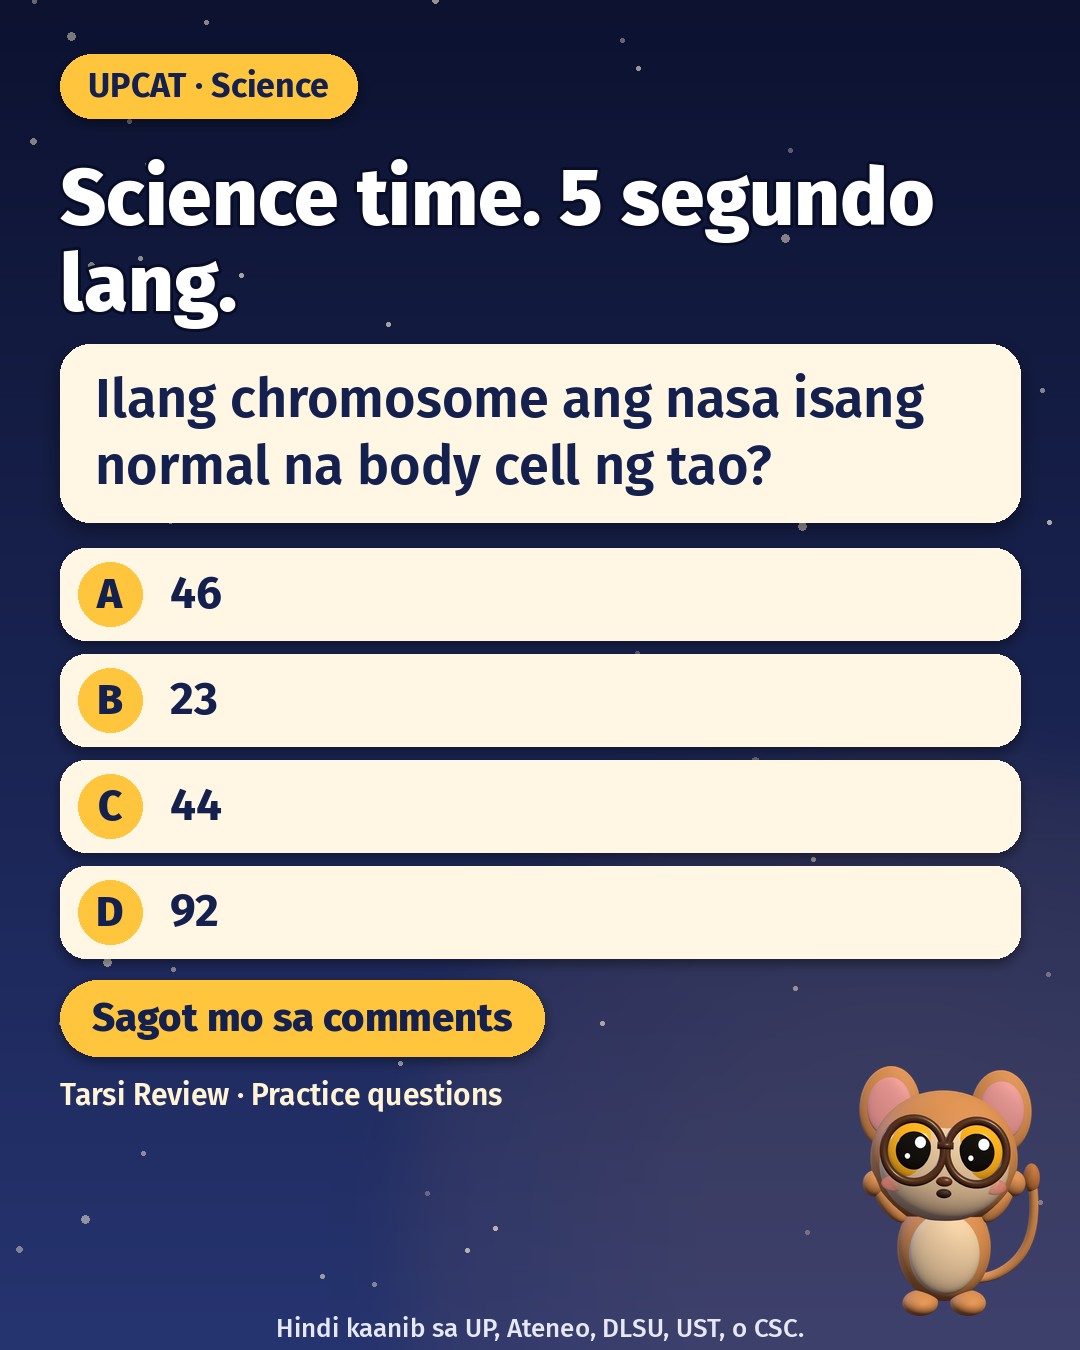 UPCAT · Science
Science time. 5 segundo
lang.
Ilang chromosome ang nasa isang
normal na body cell ng tao?
A 46
B 23
C 44
D 92
Sagot mo sa comments
Tarsi Review · Practice questions
Hindi kaanib sa UP, Ateneo, DLSU, UST, o CSC.